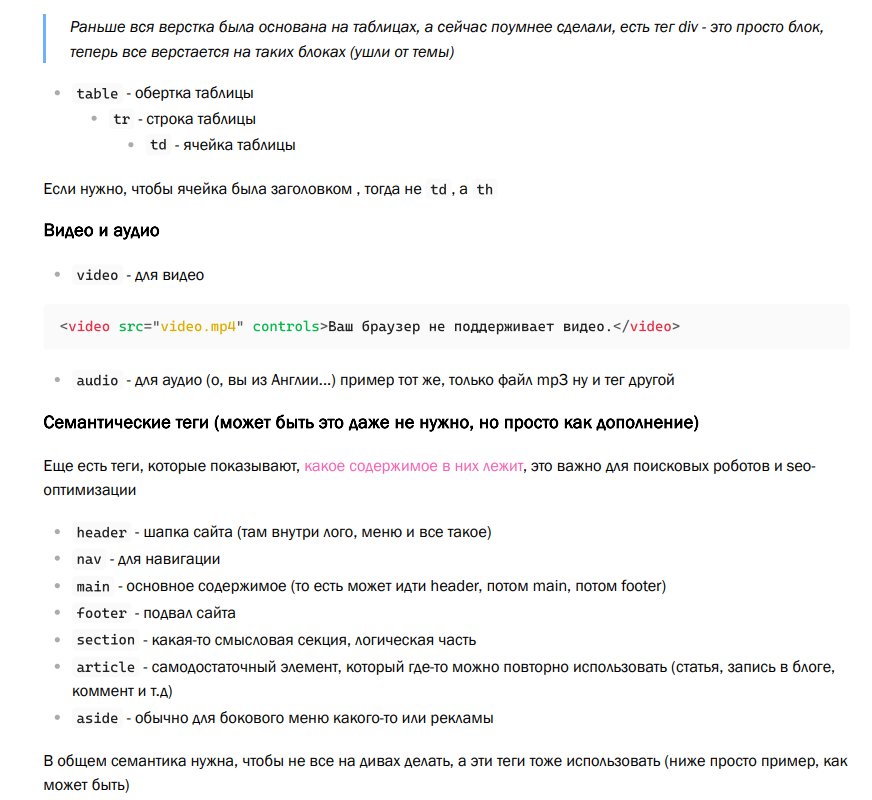 Раньше вся верстка была основана на таблицах, а сейчас поумнее сделали, есть тег div - это просто блок,
теперь все верстается на таких блоках (ушли от темы)
table - обертка таблицы
tr - строка таблицы
td - ячейка таблицы
Если нужно, чтобы ячейка была заголовком , тогда не td , а th
Видео и аудио
video - для видео
<video src="video.mp4" controls>Ваш браузер не поддерживает видео.</video>
audio - для аудио (о, вы из Англии...) пример тот же, только файл mp3 ну и тег другой
Семантические теги (может быть это даже не нужно, но просто как дополнение)
Еще есть теги, которые показывают, какое содержимое в них лежит, это важно для поисковых роботов и seo-
оптимизации
header - шапка сайта (там внутри лого, меню и все такое)
nav - для навигации
main - основное содержимое (то есть может идти header, потом main, потом footer)
footer - подвал сайта
section - какая-то смысловая секция, логическая часть
article - самодостаточный элемент, который где-то можно повторно использовать (статья, запись в блоге,
коммент и т.д)
aside - обычно для бокового меню какого-то или рекламы
В общем семантика нужна, чтобы не все на дивах делать, а эти теги тоже использовать (ниже просто пример, как
может быть)